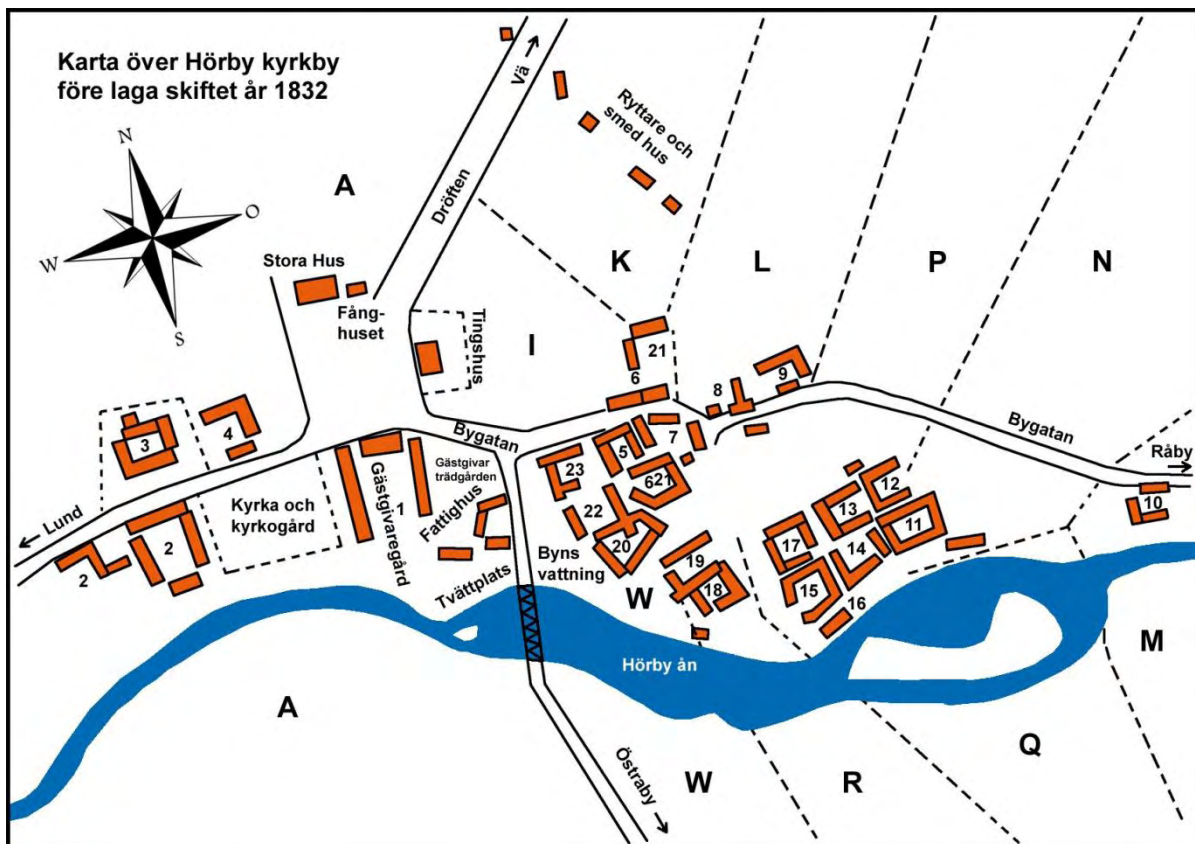 Karta över Hörby kyrkby
före laga skiftet år 1832
N
O
W
S
A
Vä
Dröften
Ryttare och
smed hus
Stora Hus
Fång-
huset
Tingshus
I
K
L
P
N
21
6
8
9
3
4
Bygatan
Bygatan
Råby
Lund
2
2
Kyrka och
kyrkogård
Gästgivaregård
1
Gästgivar
trädgården
Fattighus
23
5
7
6
21
22
20
Byns
vattning
Tvättplats
19
18
W
17
13
12
11
14
15
16
10
Hörby ån
M
A
Östraby
W
R
Q